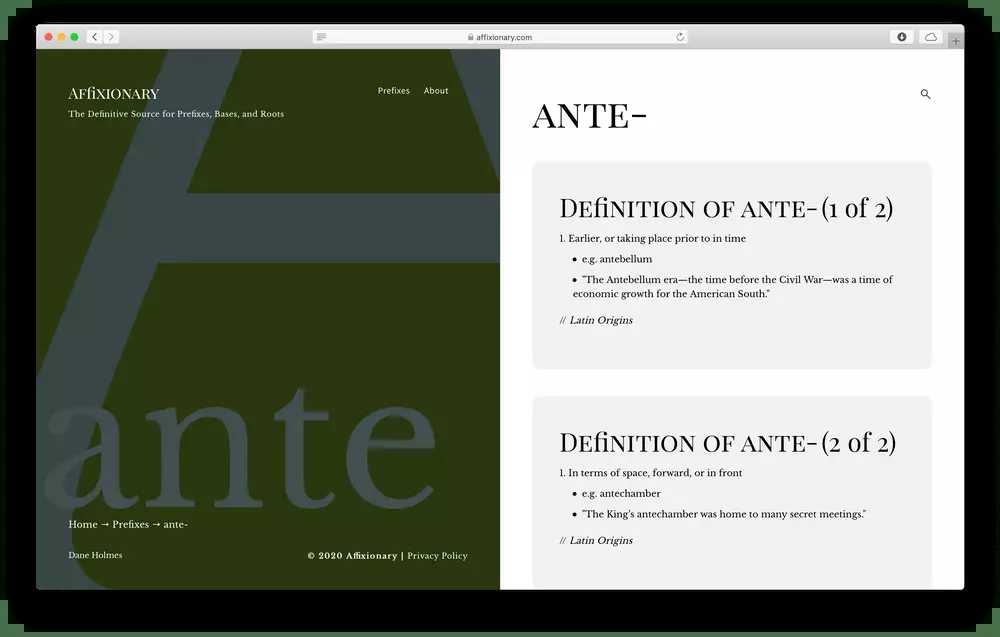 affixionary.com
Affixionary
Prefixes About
The Definitive Source for Prefixes, Bases, and Roots
ante
Home → Prefixes → ante-
Dane Holmes
© 2020 Affixionary | Privacy Policy
ANTE-
Definition of ante- (1 of 2)
1. Earlier, or taking place prior to in time
• e.g. antebellum
• "The Antebellum era—the time before the Civil War—was a time of
economic growth for the American South."
// Latin Origins
Definition of ante- (2 of 2)
1. In terms of space, forward, or in front
• e.g. antechamber
• "The King's antechamber was home to many secret meetings."
// Latin Origins